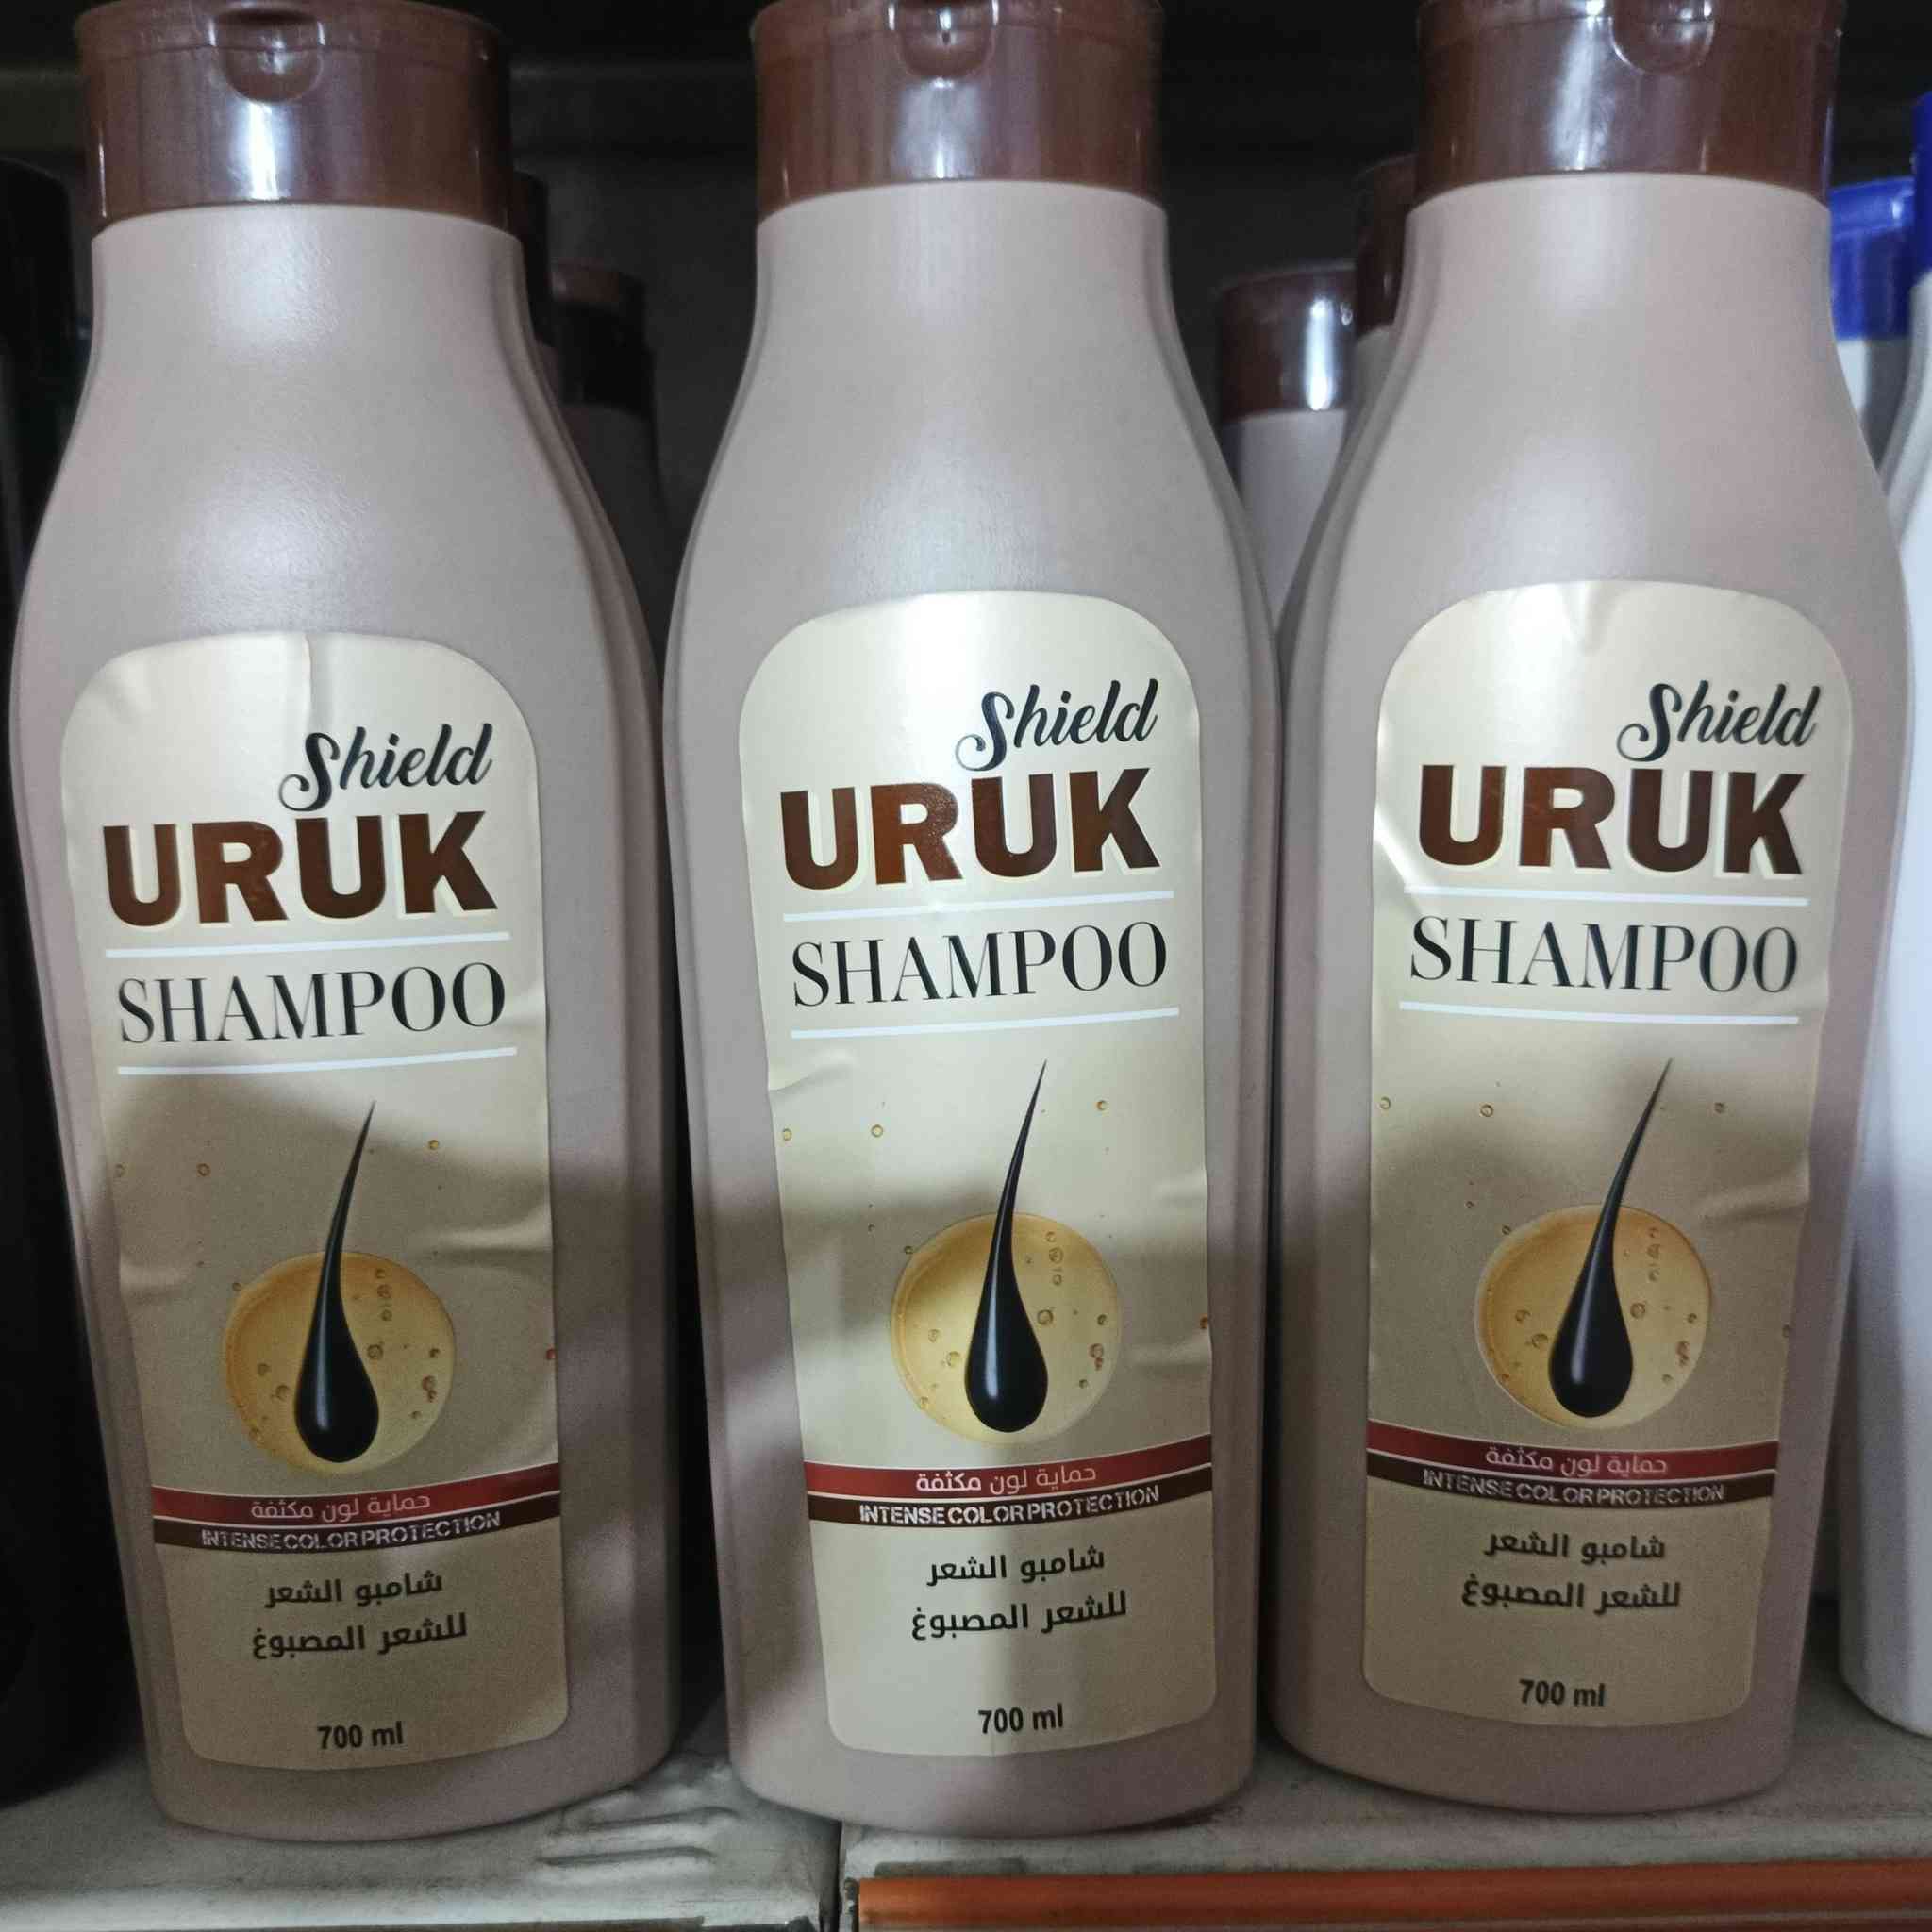 Shield
URUK
SHAMPOO
حماية لون مكثفة
INTENSE COLOR PROTECTION
شامبو الشعر
للشعر المصبوغ
700 ml
Shield
URUK
SHAMPOO
حماية لون مكثفة
INTENSE COLOR PROTECTION
شامبو الشعر
للشعر المصبوغ
700 ml
Shield
URUK
SHAMPOO
حماية لون مكثفة
INTENSE COLOR PROTECTION
شامبو الشعر
للشعر المصبوغ
700 ml